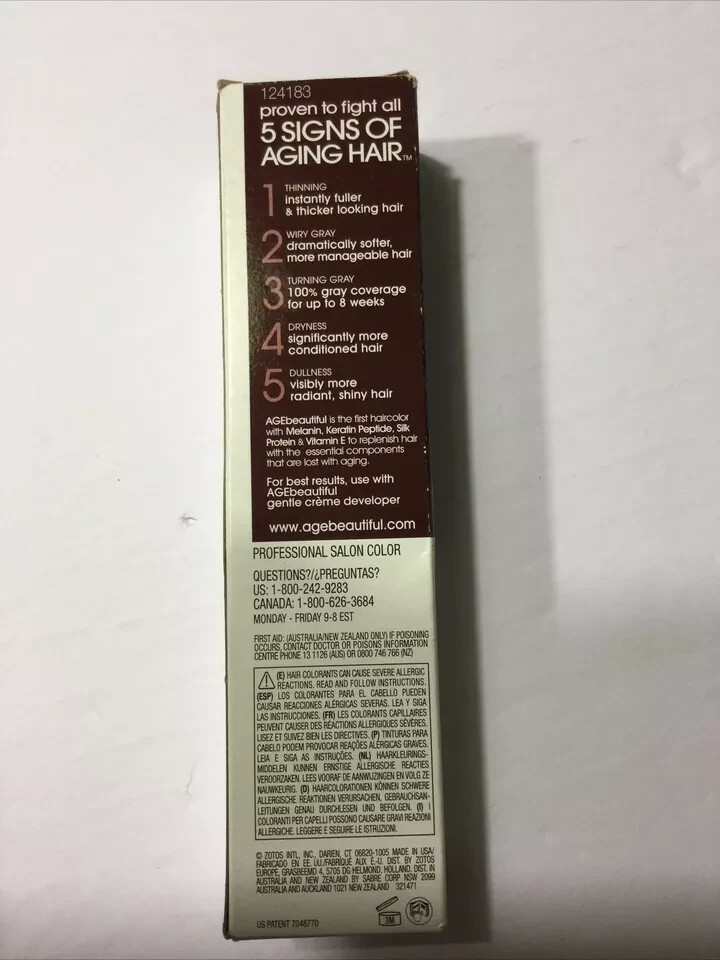 124183
proven to fight all
5 SIGNS OF
AGING HAIR™
1 THINNING
instantly fuller
& thicker looking hair
2 WIRY GRAY
dramatically softer,
more manageable hair
3 TURNING GRAY
100% gray coverage
for up to 8 weeks
4 DRYNESS
significantly more
conditioned hair
5 DULLNESS
visibly more
radiant, shiny hair
AGEbeautiful is the first haircolor
with Melanin, Keratin Peptide, Silk
Protein & Vitamin E to replenish hair
with the essential components
that are lost with aging.
For best results, use with
AGEbeautiful
gentle crème developer
www.agebeautiful.com
PROFESSIONAL SALON COLOR
QUESTIONS?/¿PREGUNTAS?
US: 1-800-242-9283
CANADA: 1-800-626-3684
MONDAY - FRIDAY 9-8 EST
FIRST AID: (AUSTRALIA/NEW ZEALAND ONLY) IF POISONING
OCCURS, CONTACT DOCTOR OR POISONS INFORMATION
CENTRE PHONE 13 1126 (AUS) OR 0800 746 766 (NZ)
(E) HAIR COLORANTS CAN CAUSE SEVERE ALLERGIC
REACTIONS. READ AND FOLLOW INSTRUCTIONS.
(ESP) LOS COLORANTES PARA EL CABELLO PUEDEN
CAUSAR REACCIONES ALÉRGICAS SEVERAS. LEA Y SIGA
LAS INSTRUCCIONES. (FR) LES COLORANTS CAPILLAIRES
PEUVENT CAUSER DES RÉACTIONS ALLERGIQUES SÉVÈRES.
LISEZ ET SUIVEZ BIEN LES DIRECTIVES. (P) TINTURAS PARA
CABELO PODEM PROVOCAR REAÇÕES ALÉRGICAS GRAVES.
LEIA E SIGA AS INSTRUÇÕES. (NL) HAARKLEURINGS-
MIDDELEN KUNNEN ERNSTIGE ALLERGISCHE REACTIES
VEROORZAKEN. LEES VOORAF DE AANWIJZINGEN EN VOLG ZE
NAUWKEURIG. (D) HAARCOLORATIONEN KÖNNEN SCHWERE
ALLERGISCHE REAKTIONEN VERURSACHEN, GEBRAUCHSAN-
LEITUNGEN GENAU DURCHLESEN UND BEFOLGEN. (I) I
COLORANTI PER CAPELLI POSSONO CAUSARE GRAVI REAZIONI
ALLERGICHE. LEGGERE E SEGUIRE LE ISTRUZIONI.
© ZOTOS INTL, INC., DARIEN, CT 06820-1005 MADE IN USA/
FABRICADO EN EE. UU./FABRIQUÉ AUX É.-U. DIST. BY ZOTOS
EUROPE, GRASBEEMD 4, 5705 DG HELMOND, HOLLAND. DIST. IN
AUSTRALIA AND NEW ZEALAND BY SABRE CORP NSW 2099
AUSTRALIA AND AUCKLAND 1021 NEW ZEALAND 321471
3M
US PATENT 7048770